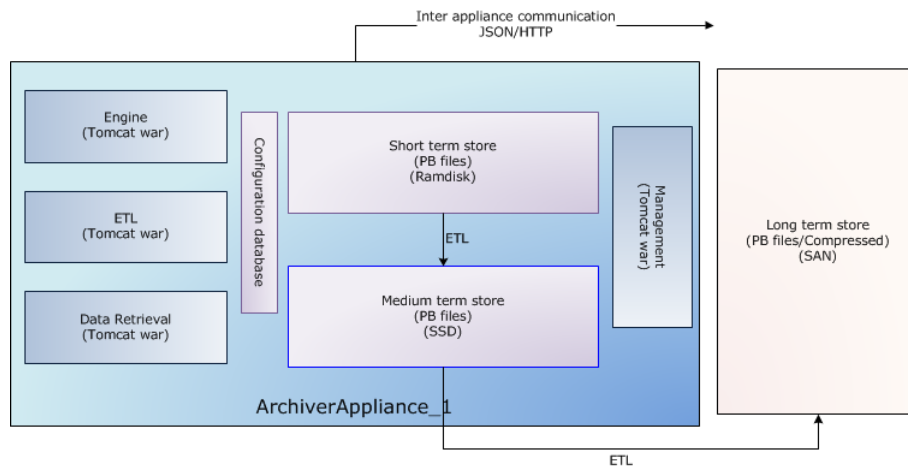 Inter appliance communication
JSON/HTTP
Engine
(Tomcat war)
ETL
(Tomcat war)
Data Retrieval
(Tomcat war)
Configuration database
Short term store
(PB files)
(Ramdisk)
ETL
Medium term store
(PB files)
(SSD)
Management
(Tomcat war)
Long term store
(PB files/Compressed)
(SAN)
ArchiverAppliance_1
ETL